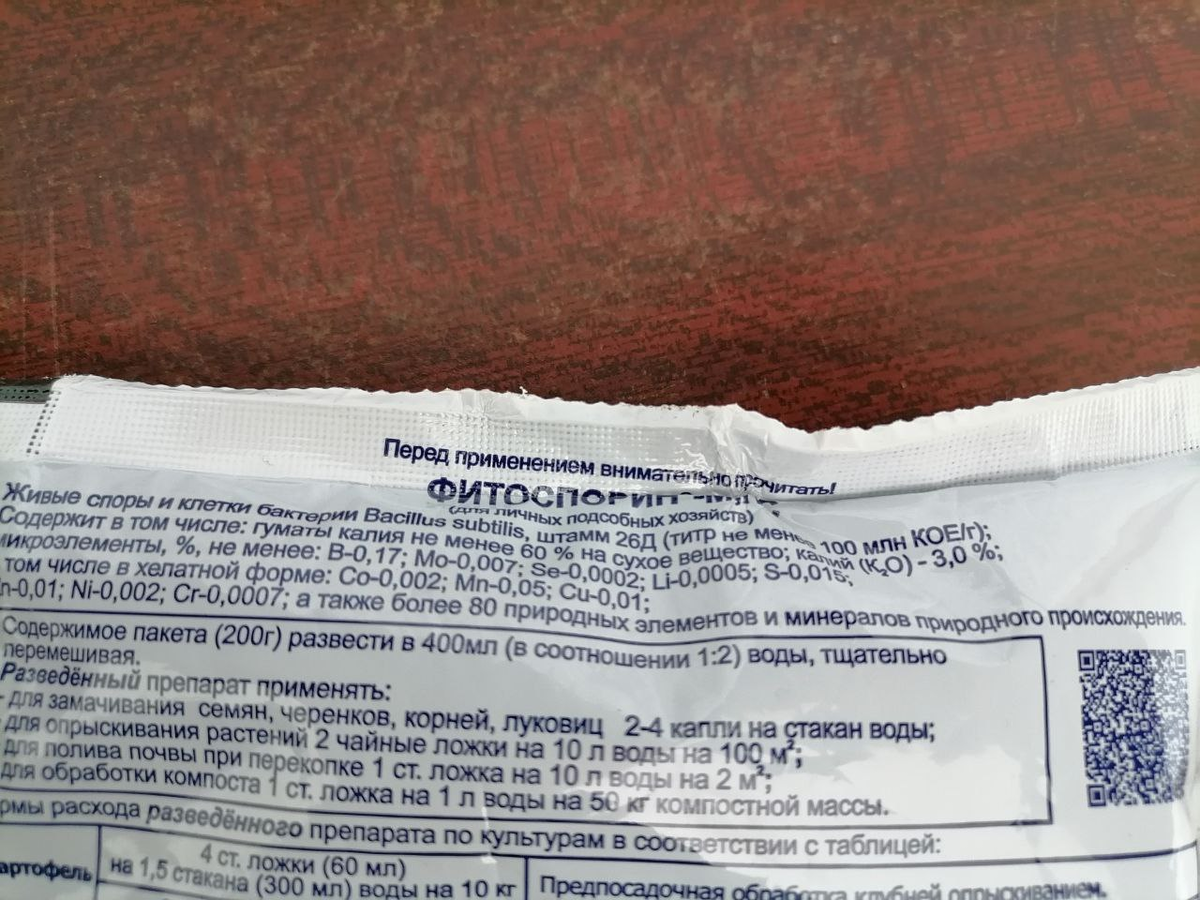 Перед применением внимательно прочитать!
ФИТОСПОРИН-М
(для личных подсобных хозяйств)
Живые споры и клетки бактерии Bacillus subtilis, штамм 26Д (титр не менее 100 млн КОЕ/г);
Содержит в том числе: гуматы калия не менее 60 % на сухое вещество; калий (K₂O) - 3,0 %;
микроэлементы, %, не менее: B-0,17; Mo-0,007; Se-0,0002; Li-0,0005; S-0,015;
том числе в хелатной форме: Co-0,002; Mn-0,05; Cu-0,01;
n-0,01; Ni-0,002; Cr-0,0007; а также более 80 природных элементов и минералов природного происхождения.
Содержимое пакета (200г) развести в 400мл (в соотношении 1:2) воды, тщательно
перемешивая.
Разведённый препарат применять:
- для замачивания семян, черенков, корней, луковиц 2-4 капли на стакан воды;
- для опрыскивания растений 2 чайные ложки на 10 л воды на 100 м²;
для полива почвы при перекопке 1 ст. ложка на 10 л воды на 2 м²;
для обработки компоста 1 ст. ложка на 1 л воды на 50 кг компостной массы.
рмы расхода разведённого препарата по культурам в соответствии с таблицей:
артофель
4 ст. ложки (60 мл)
на 1,5 стакана (300 мл) воды на 10 кг
Предпосадочная обработка клубней опрыскиванием.